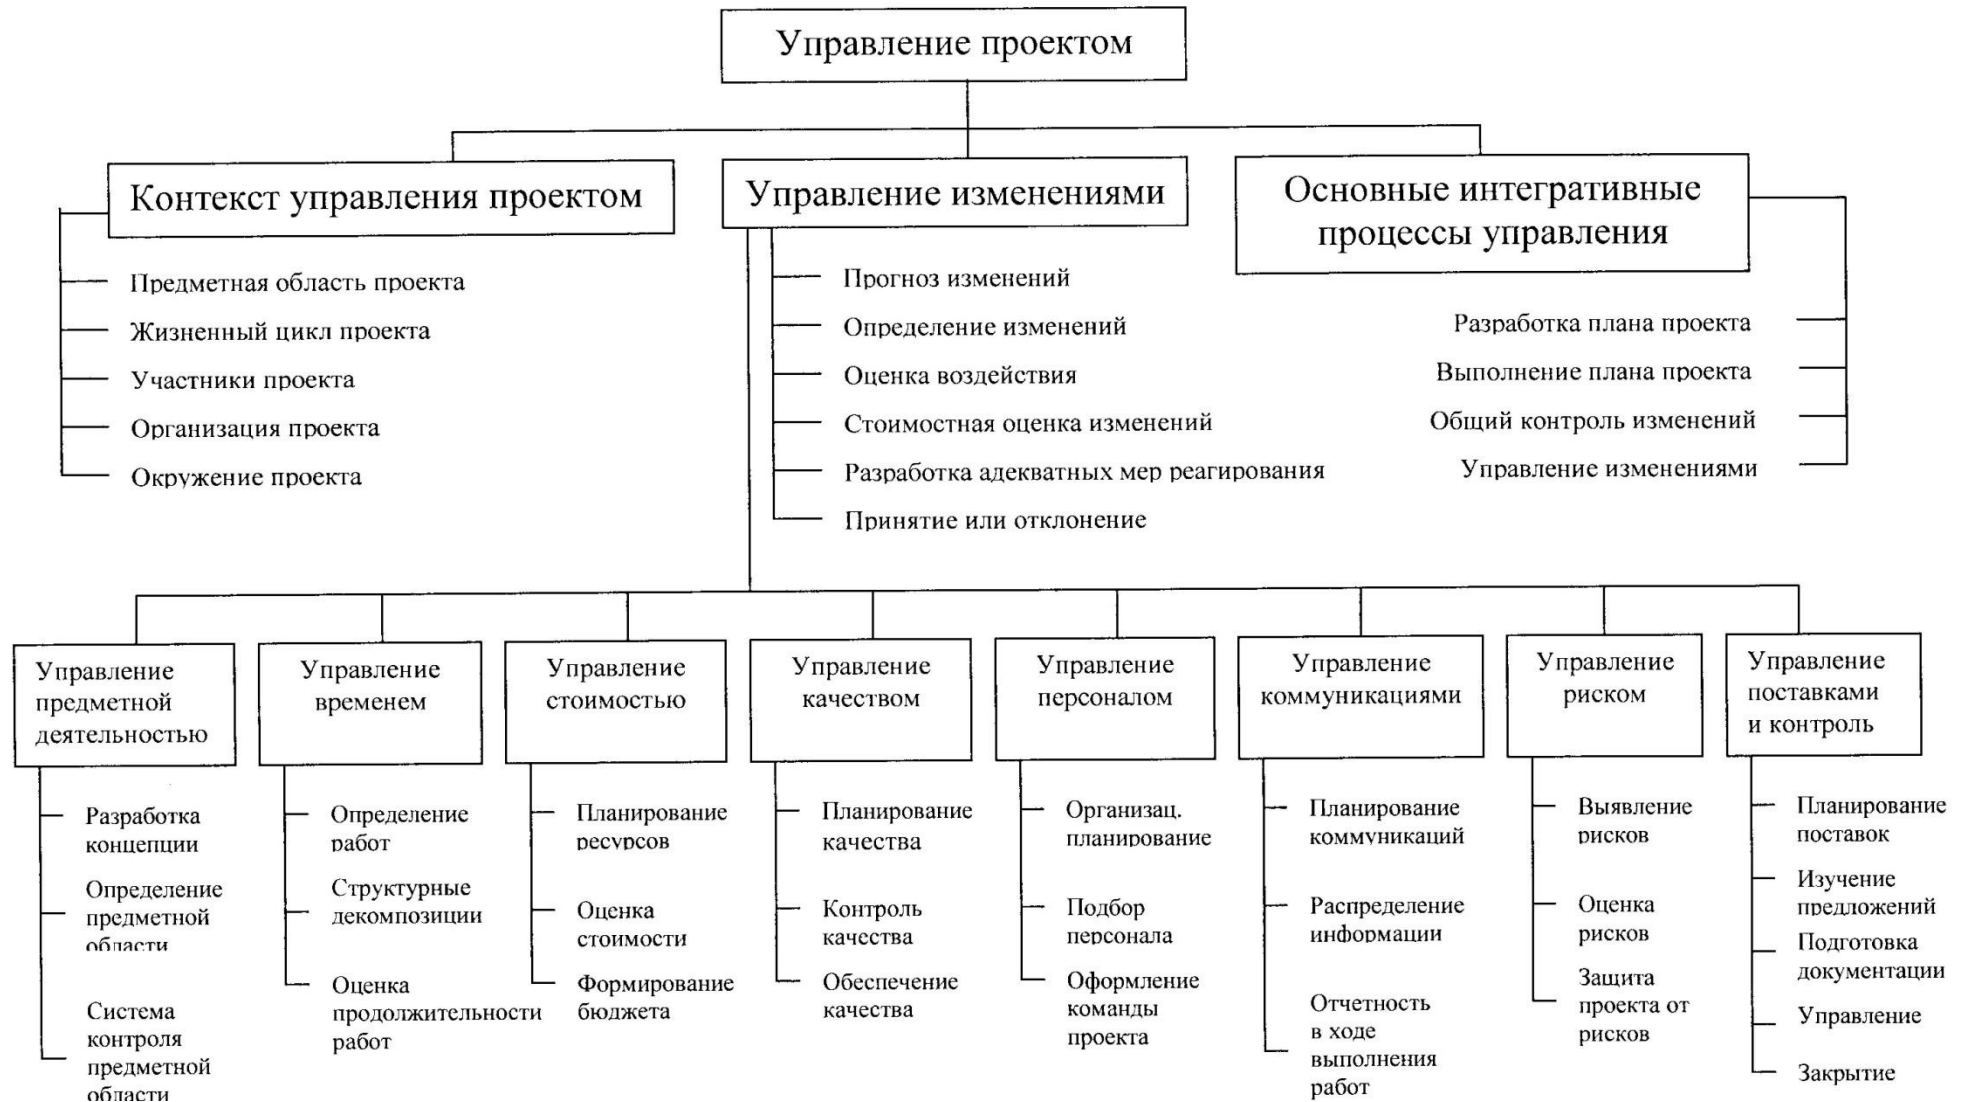 Управление проектом
Контекст управления проектом
Предметная область проекта
Жизненный цикл проекта
Участники проекта
Организация проекта
Окружение проекта
Управление изменениями
Прогноз изменений
Определение изменений
Оценка воздействия
Стоимостная оценка изменений
Разработка адекватных мер реагирования
Принятие или отклонение
Основные интегративные
процессы управления
Разработка плана проекта
Выполнение плана проекта
Общий контроль изменений
Управление изменениями
Управление
предметной
деятельностью
Разработка
концепции
Определение
предметной
области
Система
контроля
предметной
области
Управление
временем
Определение
работ
Структурные
декомпозиции
Оценка
продолжительности
работ
Управление
стоимостью
Планирование
ресурсов
Оценка
стоимости
Формирование
бюджета
Управление
качеством
Планирование
качества
Контроль
качества
Обеспечение
качества
Управление
персоналом
Организац.
планирование
Подбор
персонала
Оформление
команды
проекта
Управление
коммуникациями
Планирование
коммуникаций
Распределение
информации
Отчетность
в ходе
выполнения
работ
Управление
риском
Выявление
рисков
Оценка
рисков
Защита
проекта от
рисков
Управление
поставками
и контроль
Планирование
поставок
Изучение
предложений
Подготовка
документации
Управление
Закрытие